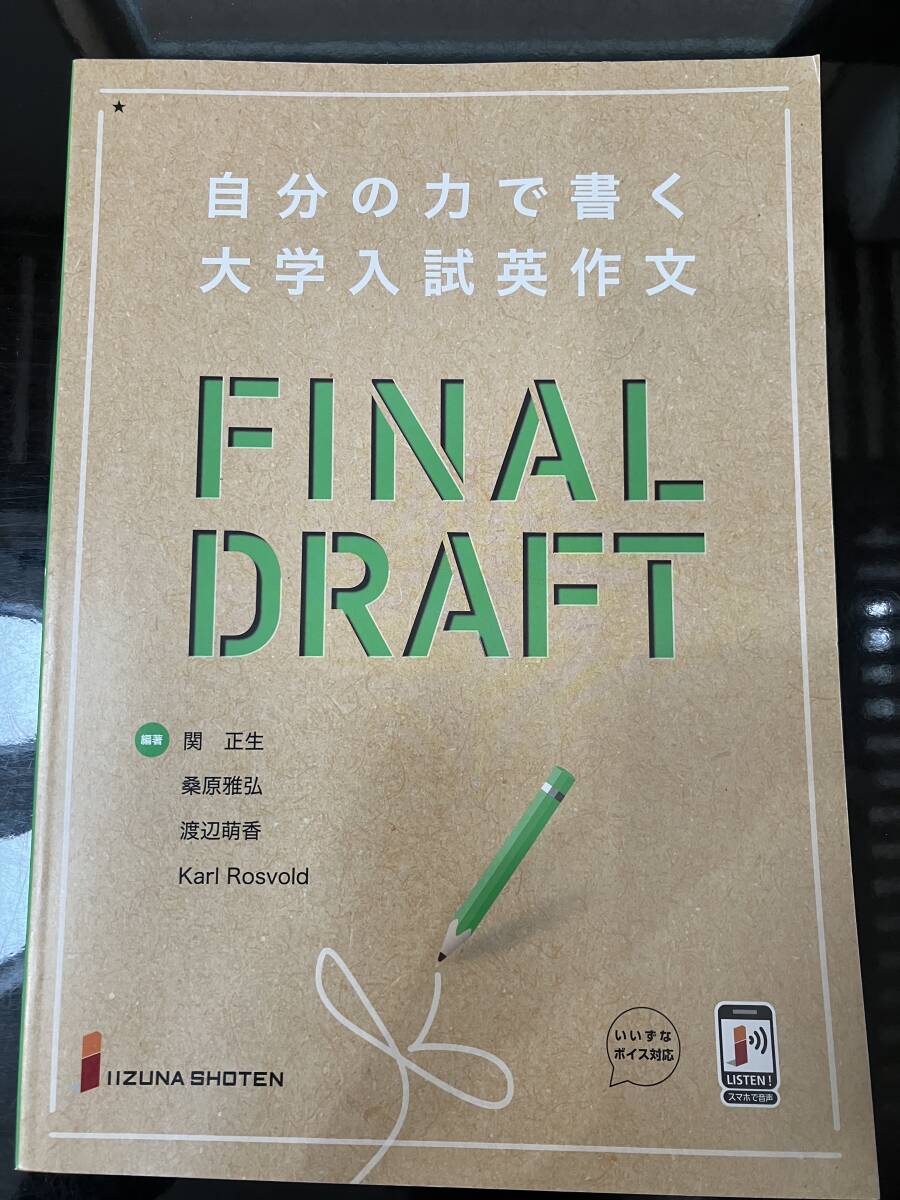 ★
自分の力で書く
大学入試英作文
FINAL
DRAFT
編著 関 正生
桑原雅弘
渡辺萌香
Karl Rosvold
いいずな
ボイス対応
LISTEN!
スマホで音声
IIZUNA SHOTEN